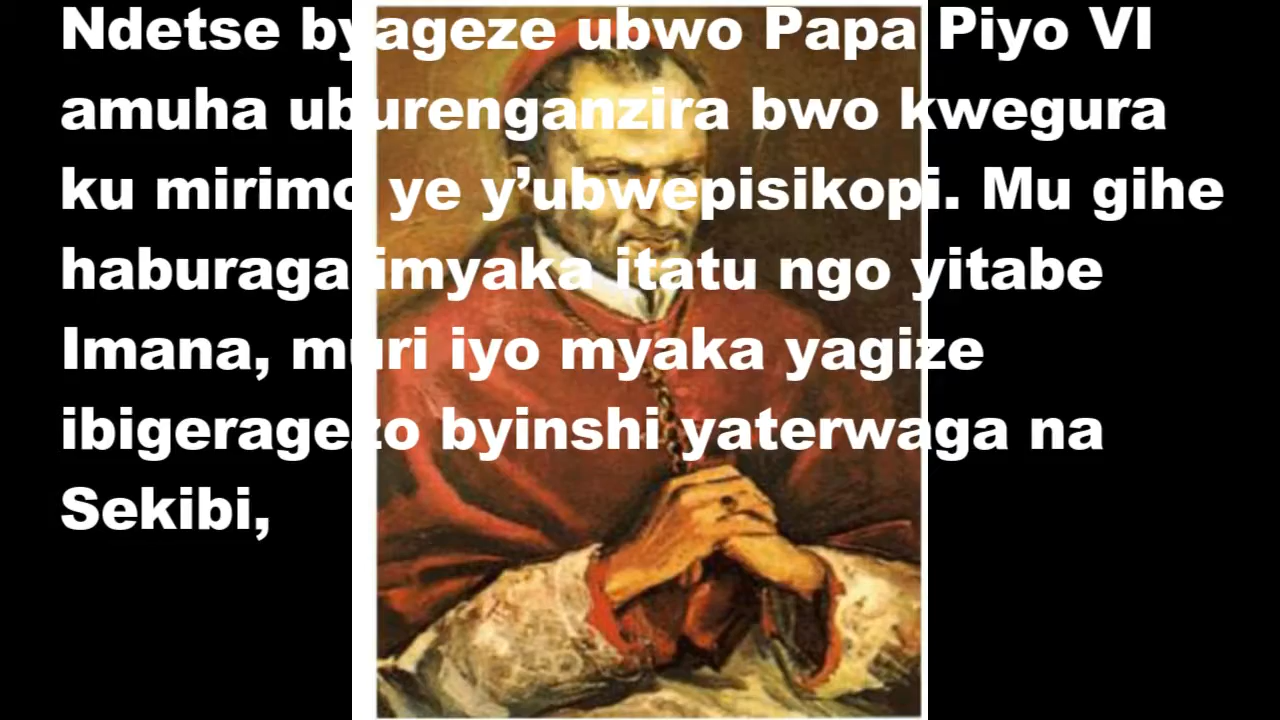 Ndetse byageze ubwo Papa Piyo VI
amuha uburenganzira bwo kwegura
ku mirimo ye y’ubwepisikopi. Mu gihe
haburaga imyaka itatu ngo yitabe
Imana, muri iyo myaka yagize
ibigeragezo byinshi yaterwaga na
Sekibi,